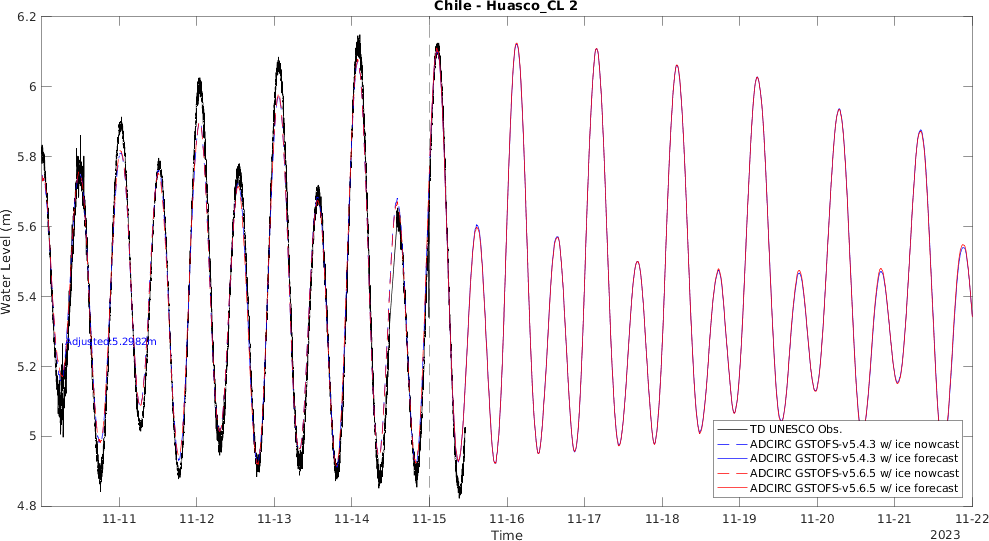 Chile - Huasco_CL 2
6.2
6
5.8
5.6
5.4
5.2
5
4.8
Water Level (m)
Adjusted:5.2982m
TD UNESCO Obs.
ADCIRC GSTOFS-v5.4.3 w/ ice nowcast
ADCIRC GSTOFS-v5.4.3 w/ ice forecast
ADCIRC GSTOFS-v5.6.5 w/ ice nowcast
ADCIRC GSTOFS-v5.6.5 w/ ice forecast
11-11 11-12 11-13 11-14 11-15 11-16 11-17 11-18 11-19 11-20 11-21 11-22
Time
2023